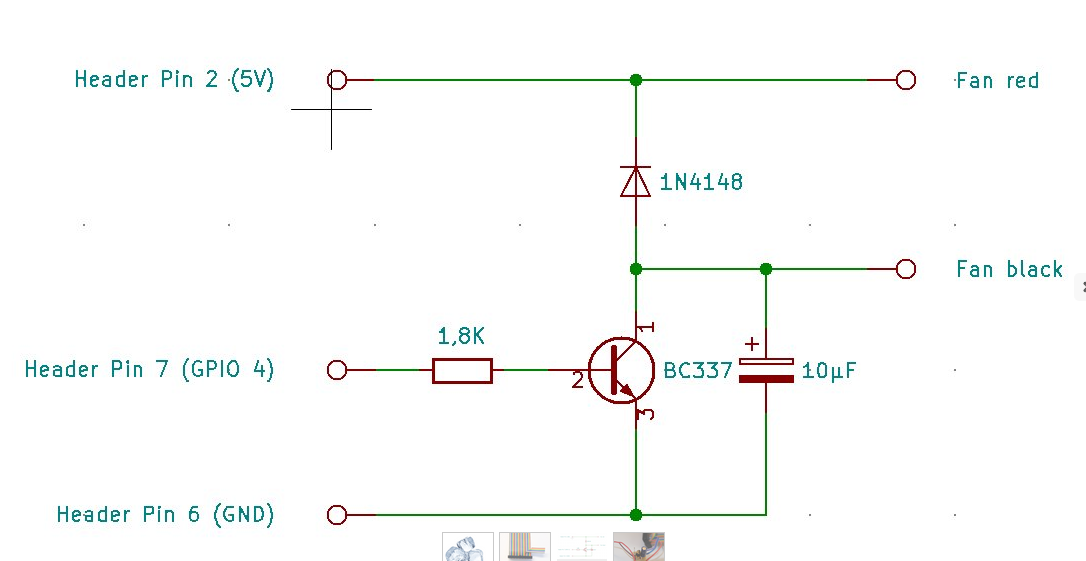 Header Pin 2 (5V)
Fan red
1N4148
Fan black
1
1,8K
+
Header Pin 7 (GPIO 4)
2
BC337
10µF
3
Header Pin 6 (GND)